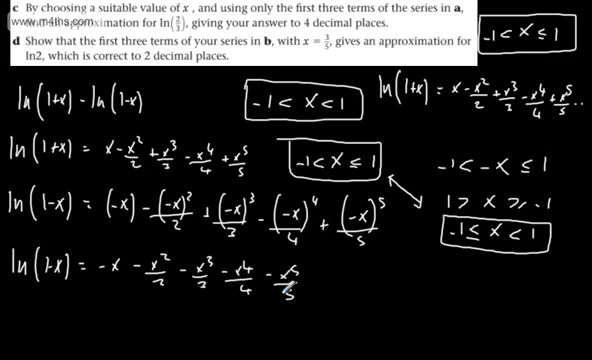 c By choosing a suitable value of x, and using only the first three terms of the series in a,
www.m4ths.com approximation for ln(2/3), giving your answer to 4 decimal places.
d Show that the first three terms of your series in b, with x = 3/5, gives an approximation for
ln2, which is correct to 2 decimal places.
-1 < x ≤ 1
ln(1+x) - ln(1-x)
-1 < x < 1
ln(1+x) = x - x²/2 + x³/3 - x⁴/4 + x⁵/5 ...
ln(1+x) = x - x²/2 + x³/3 - x⁴/4 + x⁵/5
-1 < x ≤ 1
-1 < -x ≤ 1
ln(1-x) = (-x) - (-x)²/2 + (-x)³/3 - (-x)⁴/4 + (-x)⁵/5
1 > x ≥ -1
-1 ≤ x < 1
ln(1-x) = -x - x²/2 - x³/3 - x⁴/4 - x⁵/5